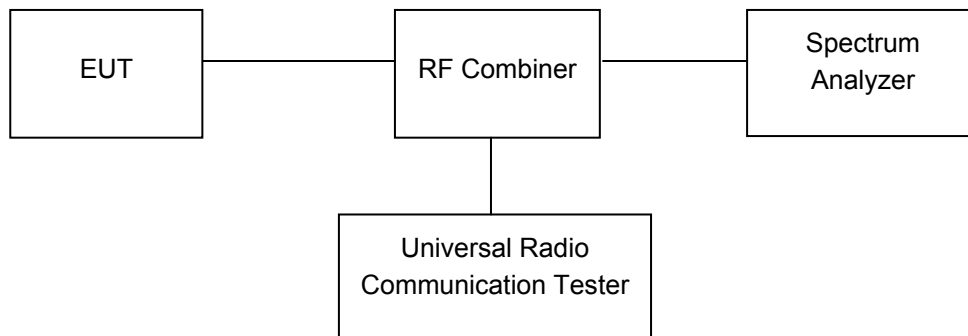 EUT
RF Combiner
Spectrum
Analyzer
Universal Radio
Communication Tester